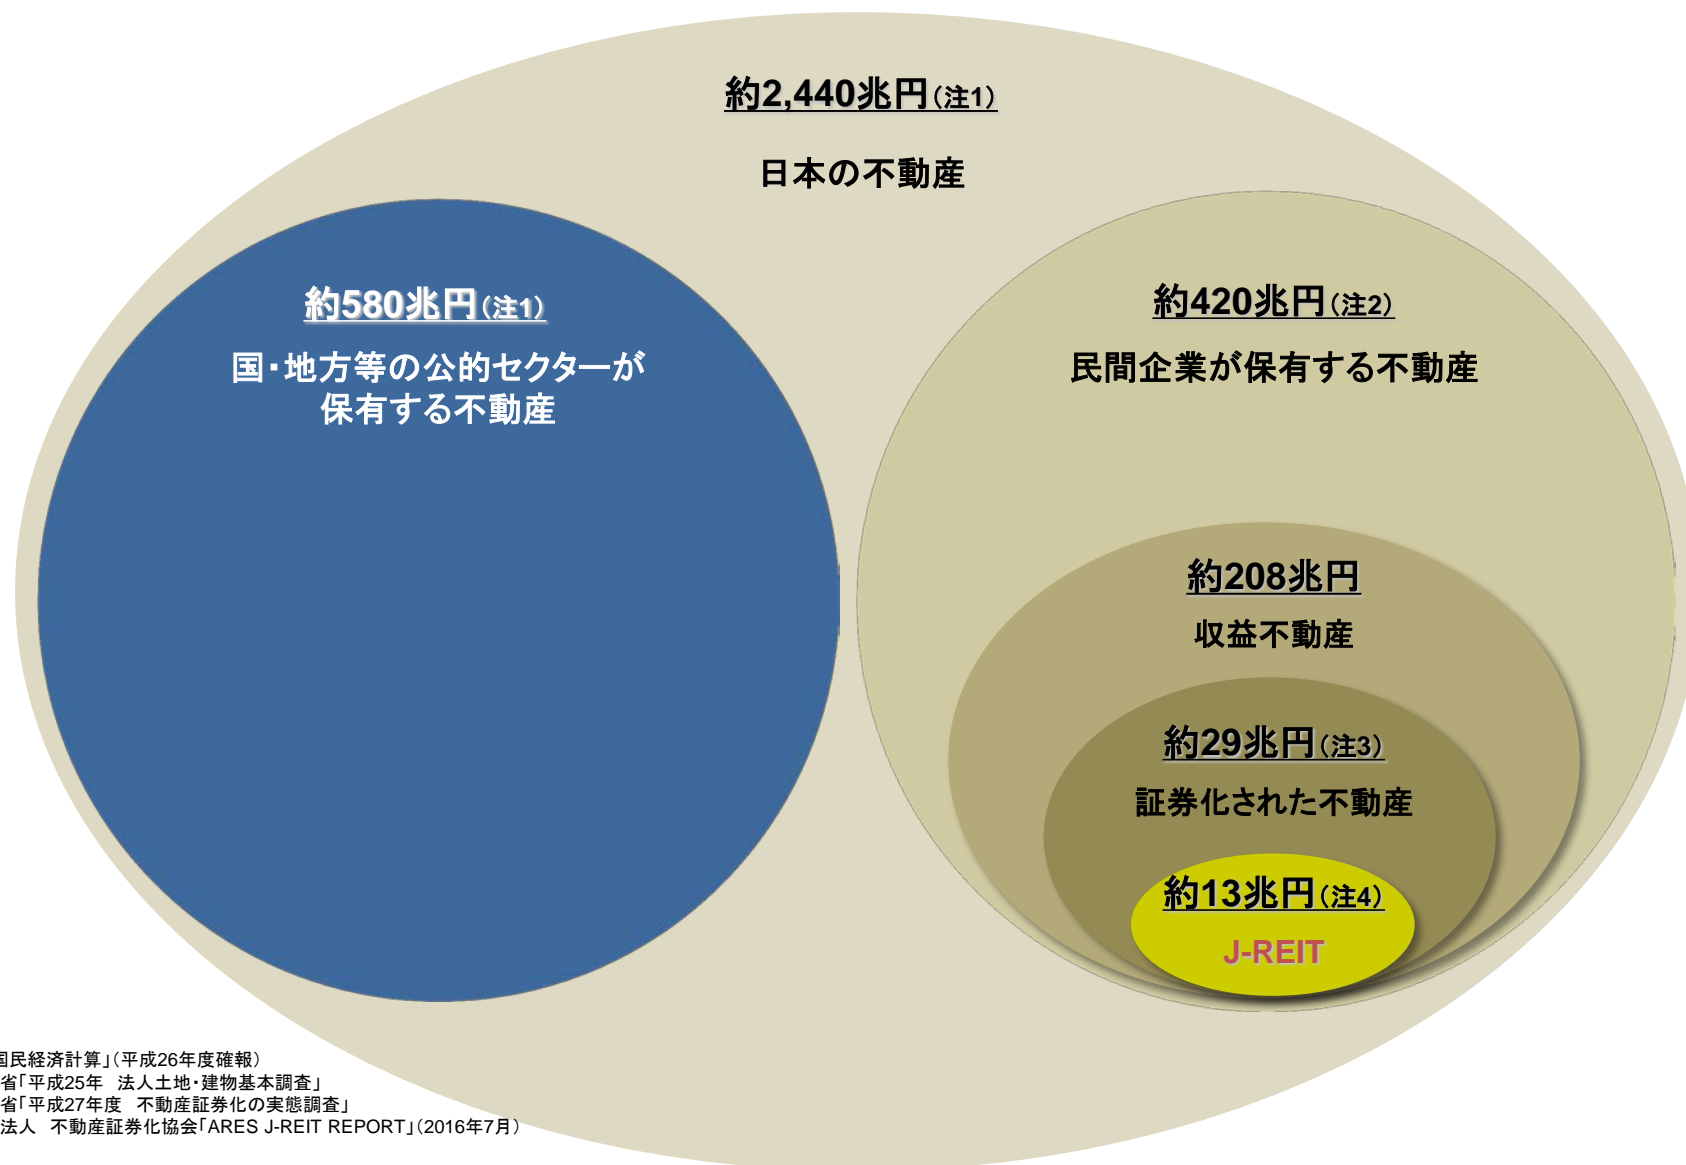 約2,440兆円（注1）
日本の不動産
約580兆円（注1）
国・地方等の公的セクターが
保有する不動産
約420兆円（注2）
民間企業が保有する不動産
約208兆円
収益不動産
約29兆円（注3）
証券化された不動産
約13兆円（注4）
J-REIT
国民経済計算」（平成26年度確報）
省「平成25年 法人土地・建物基本調査」
省「平成27年度 不動産証券化の実態調査」
法人 不動産証券化協会「ARES J-REIT REPORT」（2016年7月）